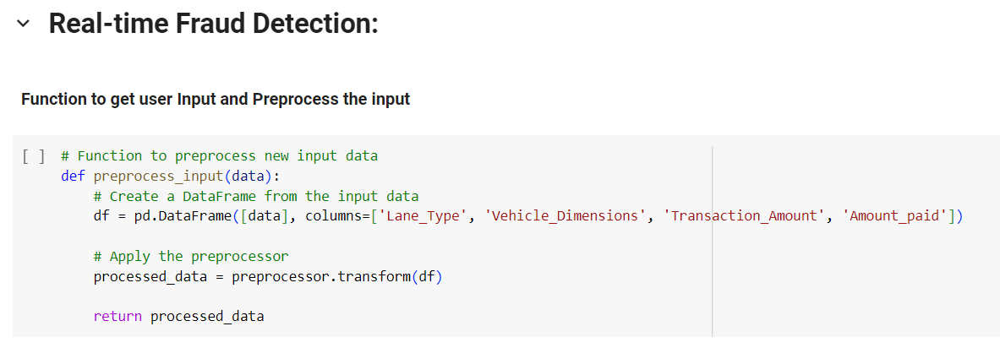 Real-time Fraud Detection:
Function to get user Input and Preprocess the input
[ ] # Function to preprocess new input data
def preprocess_input(data):
    # Create a DataFrame from the input data
    df = pd.DataFrame([data], columns=['Lane_Type', 'Vehicle_Dimensions', 'Transaction_Amount', 'Amount_paid'])
    # Apply the preprocessor
    processed_data = preprocessor.transform(df)
    return processed_data